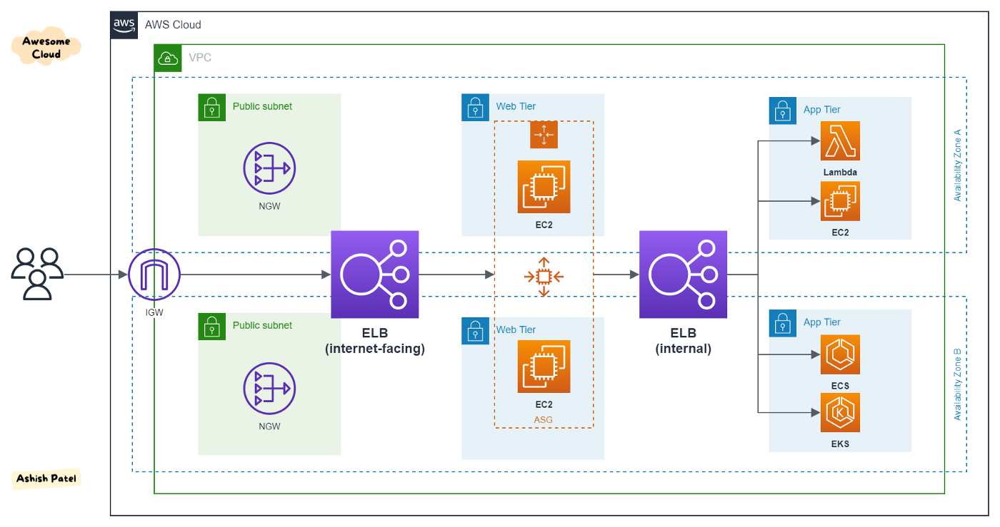 aws
AWS Cloud
Awesome
Cloud
VPC
Public subnet
NGW
Web Tier
EC2
App Tier
Lambda
EC2
Availability Zone A
IGW
ELB
(internet-facing)
ELB
(internal)
Public subnet
NGW
Web Tier
EC2
ASG
App Tier
ECS
K
EKS
Availability Zone B
Ashish Patel